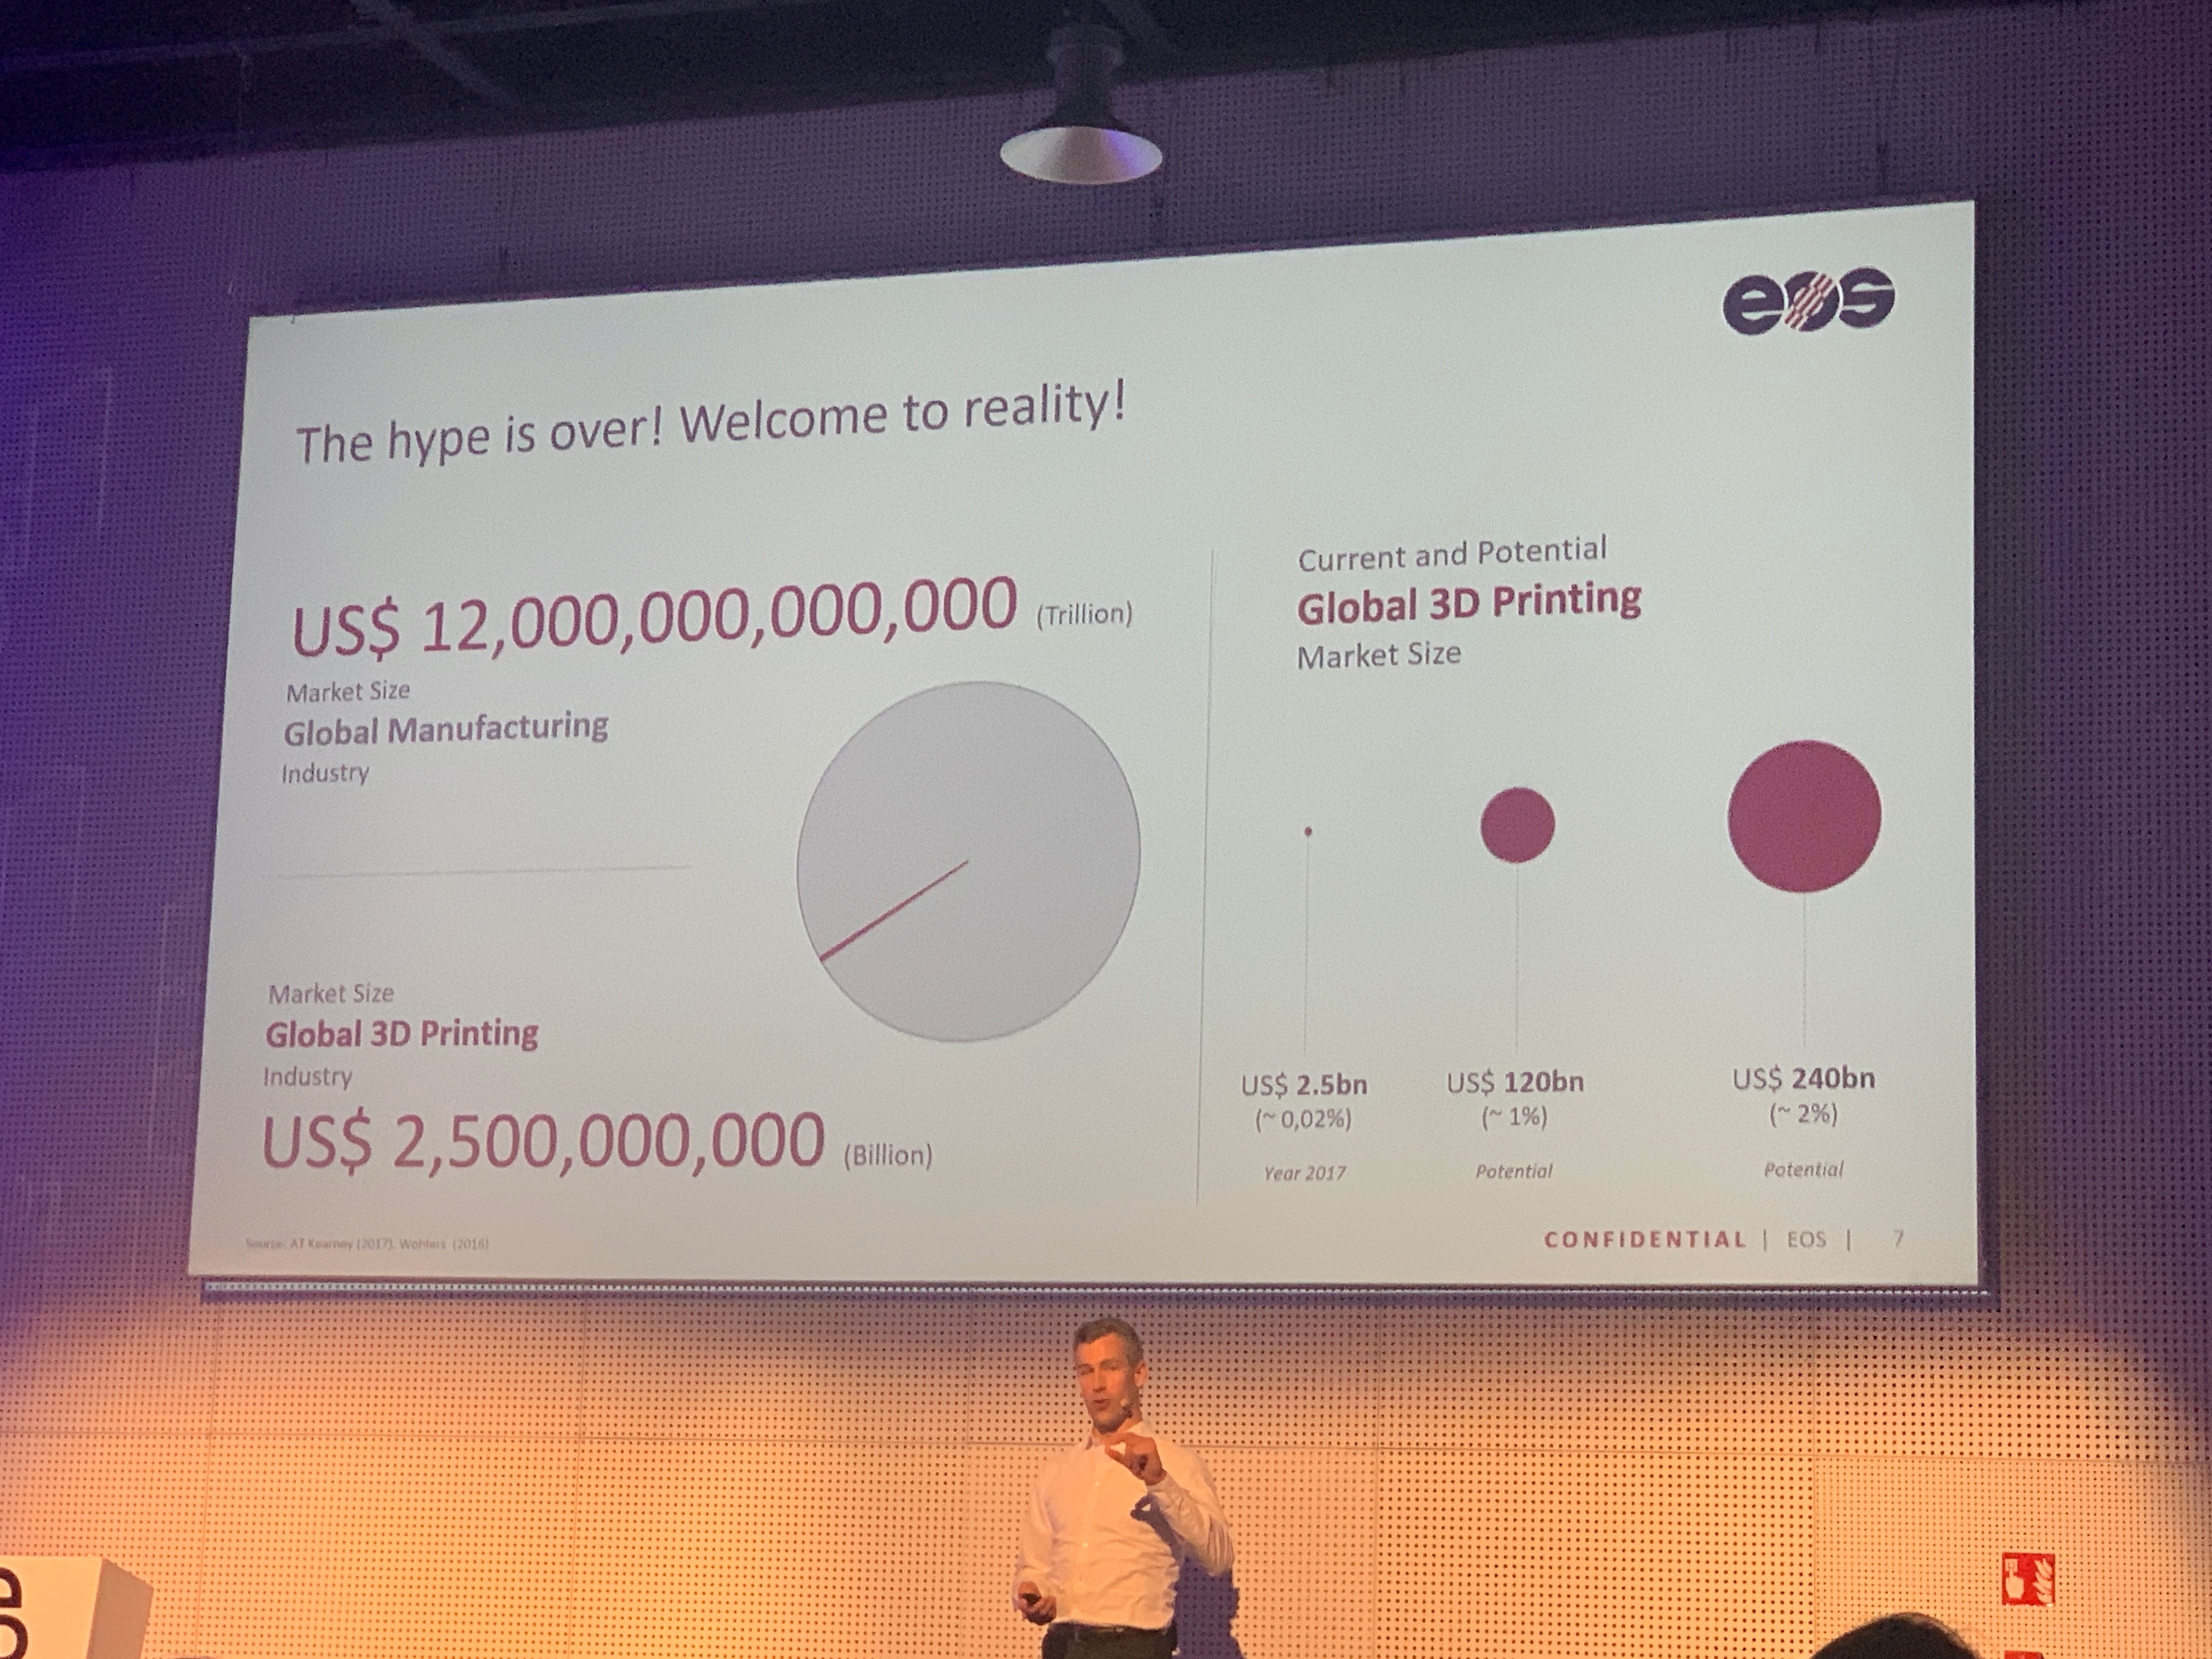 eos
The hype is over! Welcome to reality!
US$ 12,000,000,000,000 (Trillion)
Market Size
Global Manufacturing
Industry
Market Size
Global 3D Printing
Industry
US$ 2,500,000,000 (Billion)
Source: AT Kearney (2017). Wohlers (2016)
Current and Potential
Global 3D Printing
Market Size
US$ 2.5bn
(~ 0,02%)
Year 2017
US$ 120bn
(~ 1%)
Potential
US$ 240bn
(~ 2%)
Potential
CONFIDENTIAL | EOS | 7